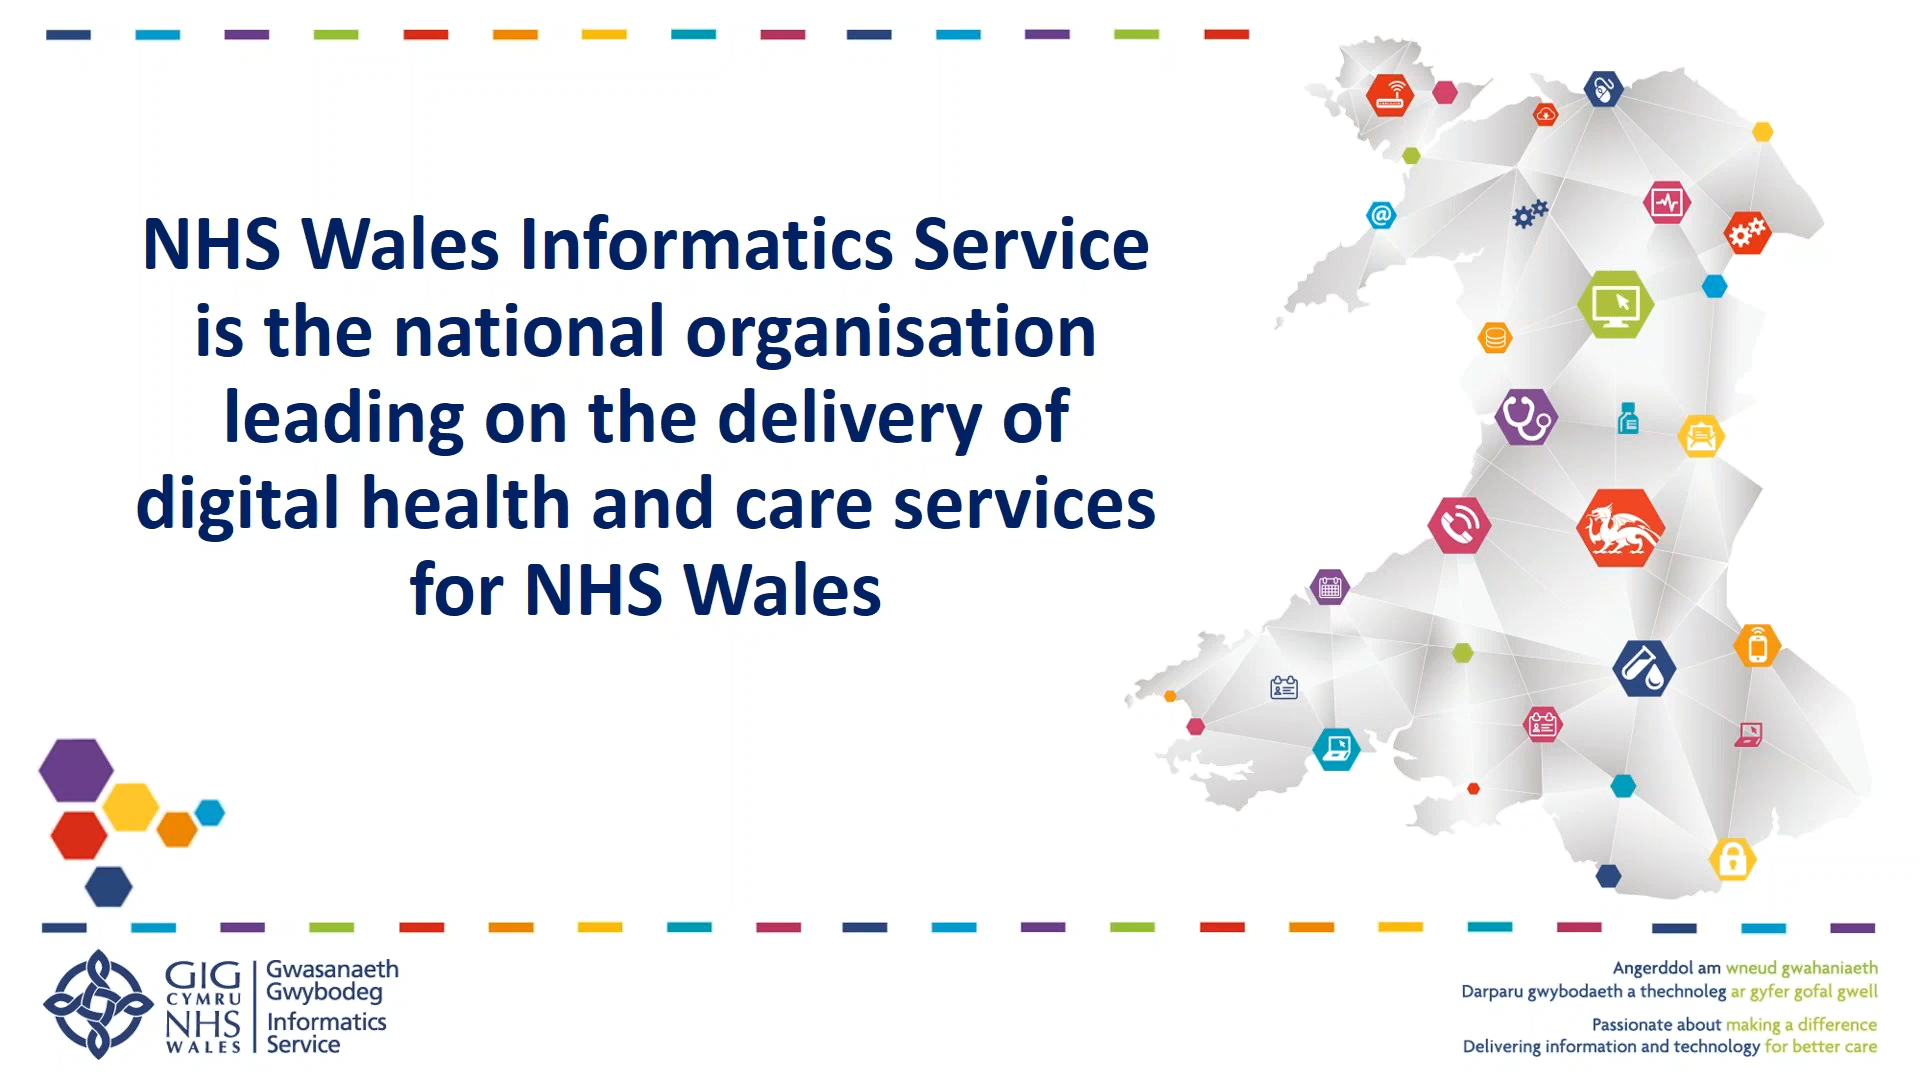 NHS Wales Informatics Service
is the national organisation
leading on the delivery of
digital health and care services
for NHS Wales
@
GIG
CYMRU
NHS
WALES
Gwasanaeth
Gwybodeg
Informatics
Service
Angerddol am wneud gwahaniaeth
Darparu gwybodaeth a thechnoleg ar gyfer gofal gwell
Passionate about making a difference
Delivering information and technology for better care